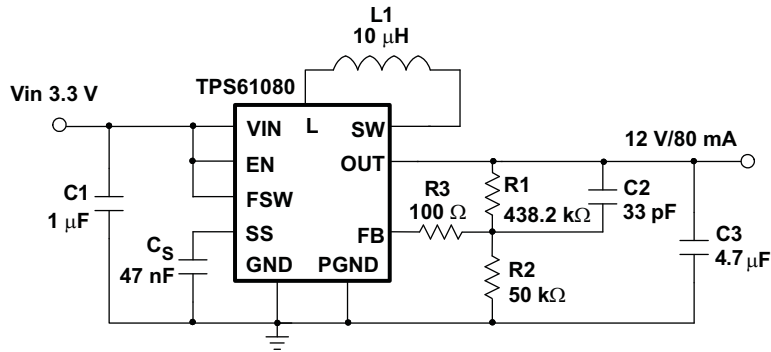 L1
10 μH
TPS61080
Vin 3.3 V
VIN
L
SW
12 V/80 mA
EN
OUT
FSW
C1
1 μF
R3
100 Ω
R1
438.2 kΩ
C2
33 pF
SS
FB
CS
47 nF
GND
PGND
R2
50 kΩ
C3
4.7 μF